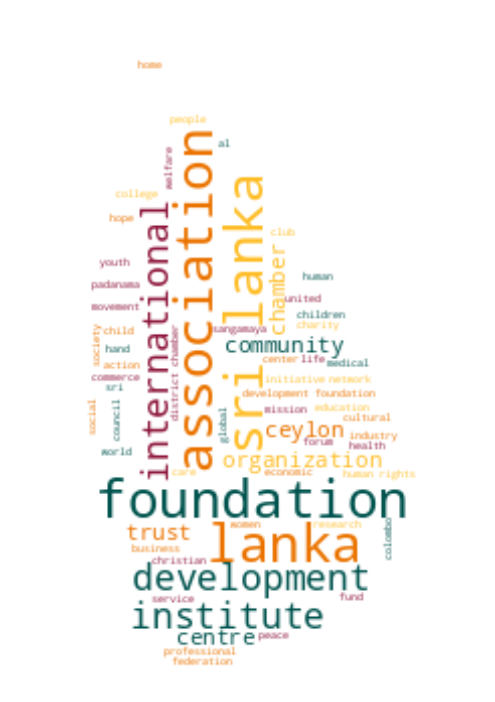 home
people
al
welfare
association
college
sri lanka
international
hope
club
chamber
youth
human
padanama
united
movement
children
sangamaya
charity
society
child
district chamber
community
hand
center
life
medical
action
commerce
initiative
network
sri
development
foundation
social
council
global
mission
education
cultural
ceylon
industry
forum
health
world
organization
care
economic
human rights
foundation
women
research
trust
lanka
colombo
business
christian
development
service
fund
institute
centre
peace
professional
federation